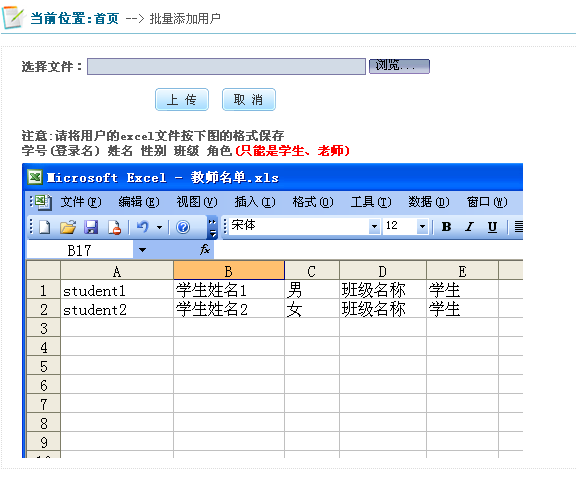 当前位置:首页 --> 批量添加用户
选择文件： 浏览...
上 传 取 消
注意:请将用户的excel文件按下图的格式保存
学号(登录名) 姓名 性别 班级 角色(只能是学生、老师)
Microsoft Excel - 教师名单.xls
文件(F) 编辑(E) 视图(V) 插入(I) 格式(O) 工具(T) 数据(D) 窗口(W)
宋体 12 B I U
B17 fx
A B C D E
1 student1 学生姓名1 男 班级名称 学生
2 student2 学生姓名2 女 班级名称 学生
3
4
5
6
7
8
9